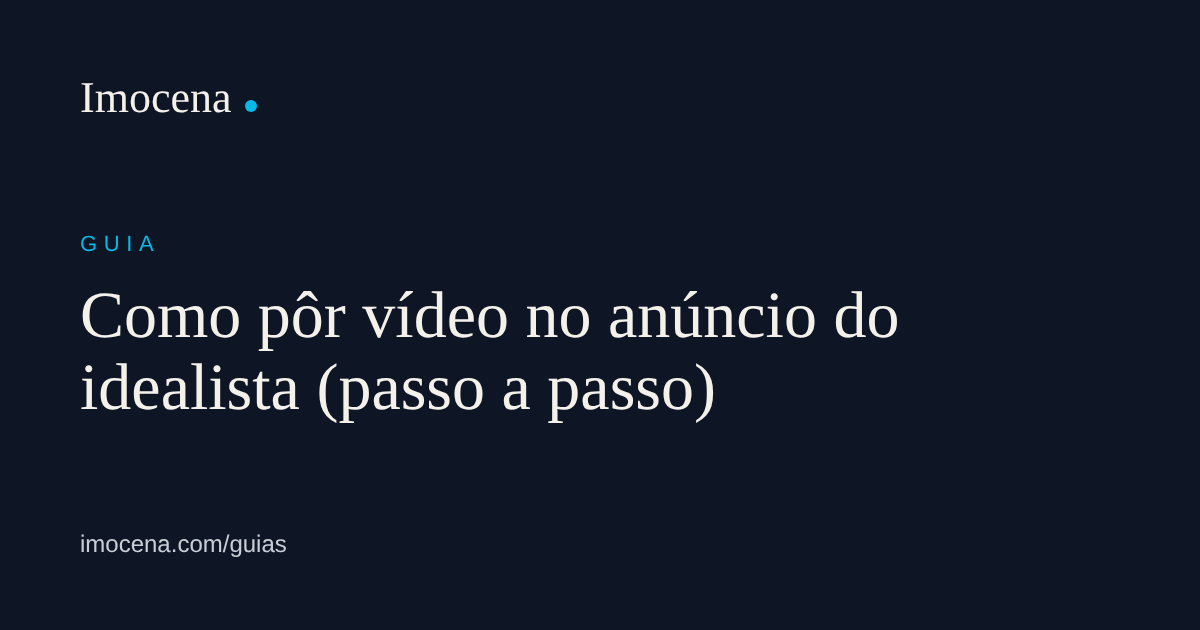 Imocena
GUIA
Como pôr vídeo no anúncio do
idealista (passo a passo)
imocena.com/guias